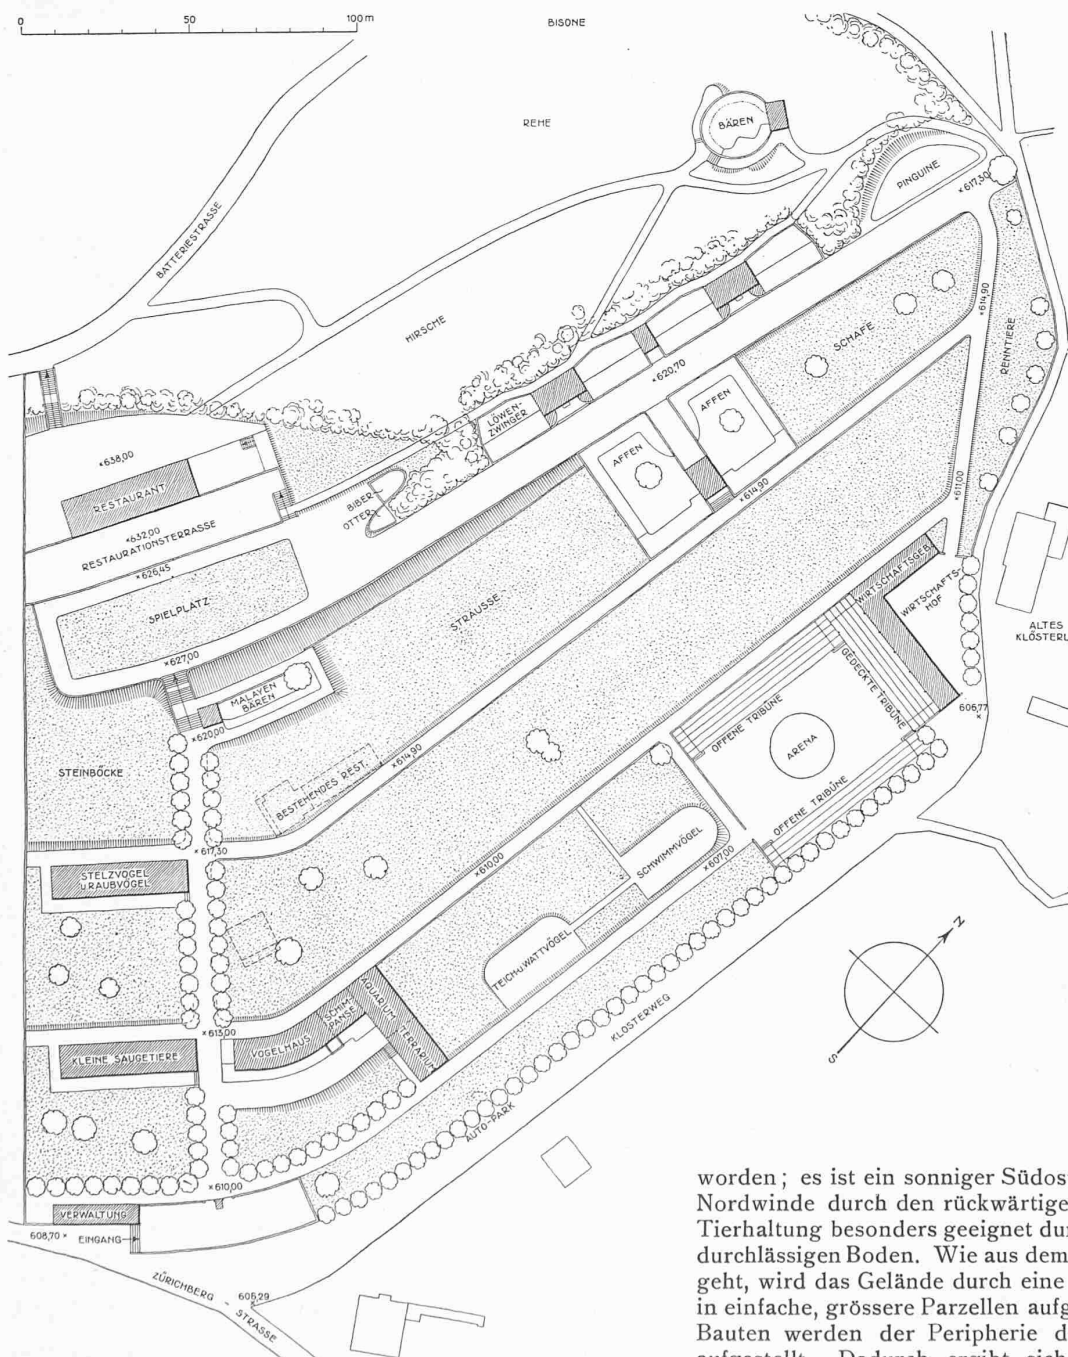 0 50 100 m
BISONE
REHE
BÄREN
PINGUINE
×617,30
BATTERIESTRASSE
HIRSCHE
×614,90
RENNTIERE
SCHAFE
×620,70
LÖWEN-
ZWINGER
AFFEN
AFFEN
×614,90
×611,00
×638,00
RESTAURANT
×632,00
RESTAURATIONSTERRASSE
×626,45
BIBER
OTTER
SPIELPLATZ
×627,00
STRAUSSE
MALAYEN
BÄREN
×620,00
WIRTSCHAFTSGEB.
WIRTSCHAFTS-
HOF
ALTES
GEDECKTE TRIBÜNE
OFFENE TRIBÜNE
ARENA
OFFENE TRIBÜNE
STEINBÖCKE
BESTEHENDES REST.
×614,90
×617,30
STELZVÖGEL
u. RAUBVÖGEL
×610,00
SCHWIMMVÖGEL
×607,00
TEICH- u. WATTVÖGEL
N
S
×613,00
KLEINE SÄUGETIERE
VOGELHAUS
SCHIM-
PANSE
AQUARIUM TERRARIUM
KLOSTERWEG
AUTO-PARK
×610,00
VERWALTUNG
608,70 × EINGANG
ZÜRICHBERG - STRASSE
worden; es ist ein sonniger Südos
Nordwinde durch den rückwärtige
Tierhaltung besonders geeignet du
durchlässigen Boden. Wie aus dem
geht, wird das Gelände durch eine
in einfache, grössere Parzellen aufg
Bauten werden der Peripherie d